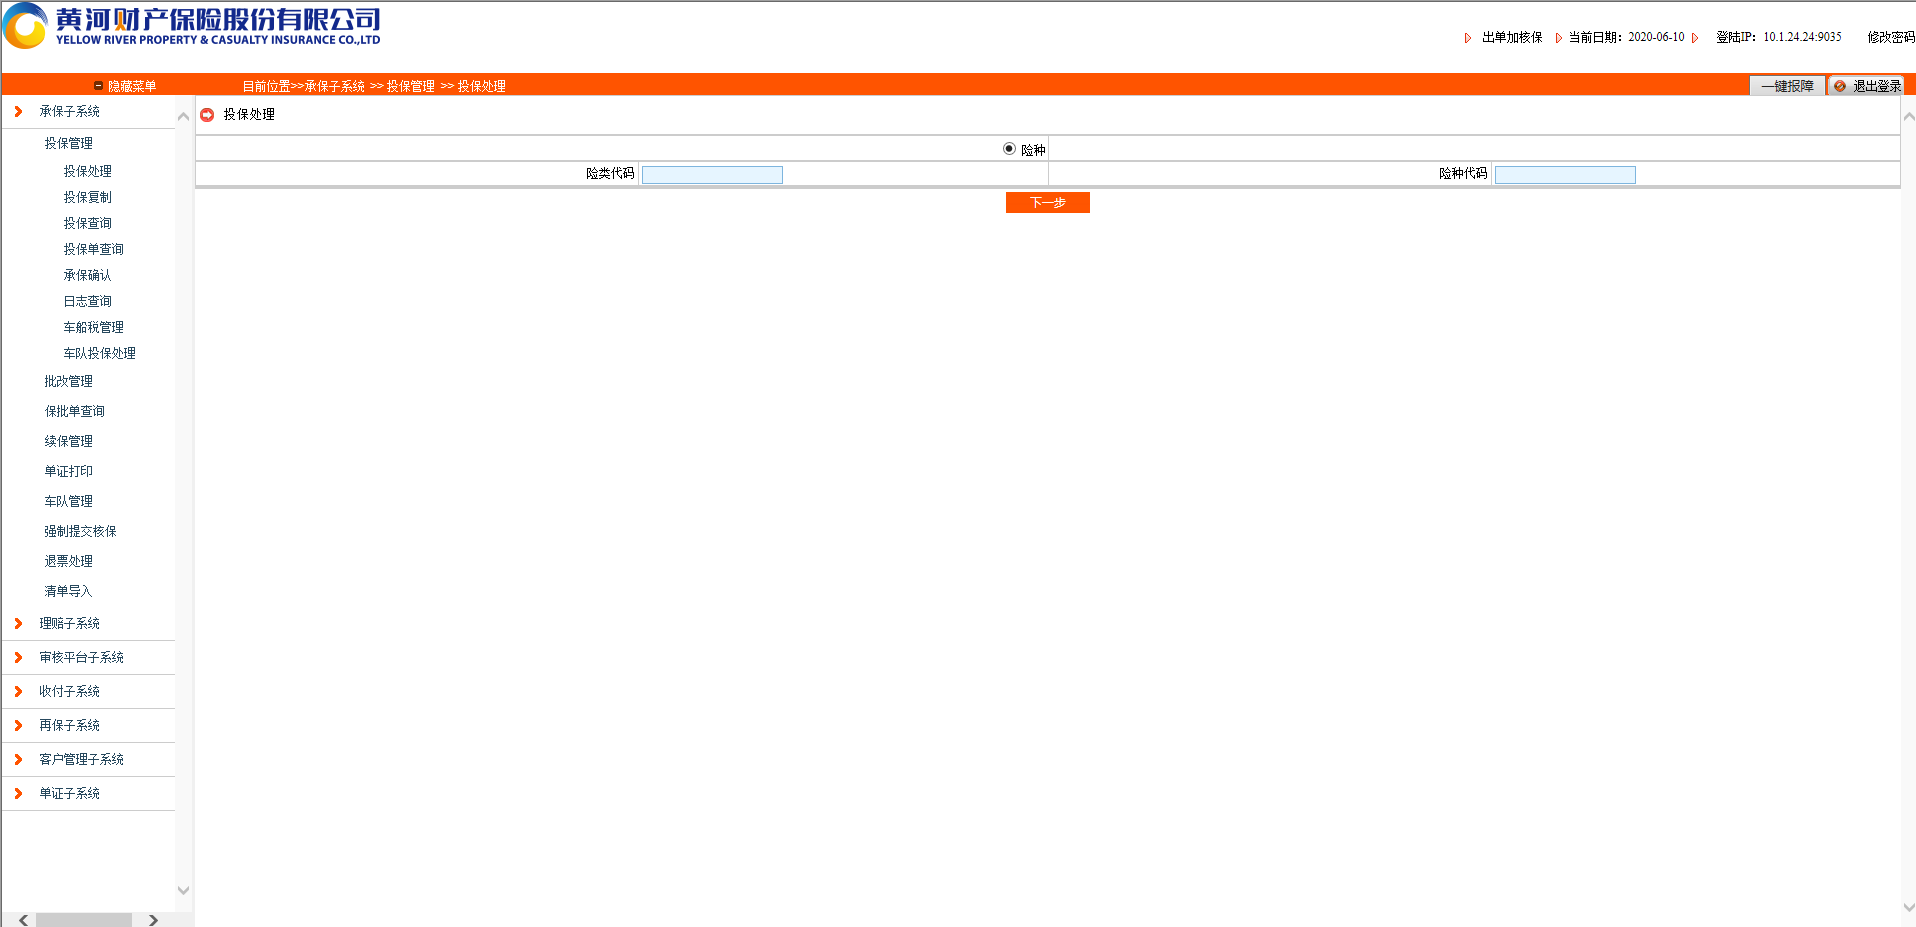 黄河财产保险股份有限公司
YELLOW RIVER PROPERTY & CASUALTY INSURANCE CO.,LTD
出单加核保 当前日期：2020-06-10 登陆IP：10.1.24.24:9035 修改密码
隐藏菜单 目前位置>>承保子系统 >> 投保管理 >> 投保处理 一键报障 退出登录
承保子系统
投保管理
投保处理
投保复制
投保查询
投保单查询
承保确认
日志查询
车船税管理
车队投保处理
批改管理
保批单查询
续保管理
单证打印
车队管理
强制提交核保
退票处理
清单导入
理赔子系统
审核平台子系统
收付子系统
再保子系统
客户管理子系统
单证子系统
投保处理
险种
险类代码 险种代码
下一步